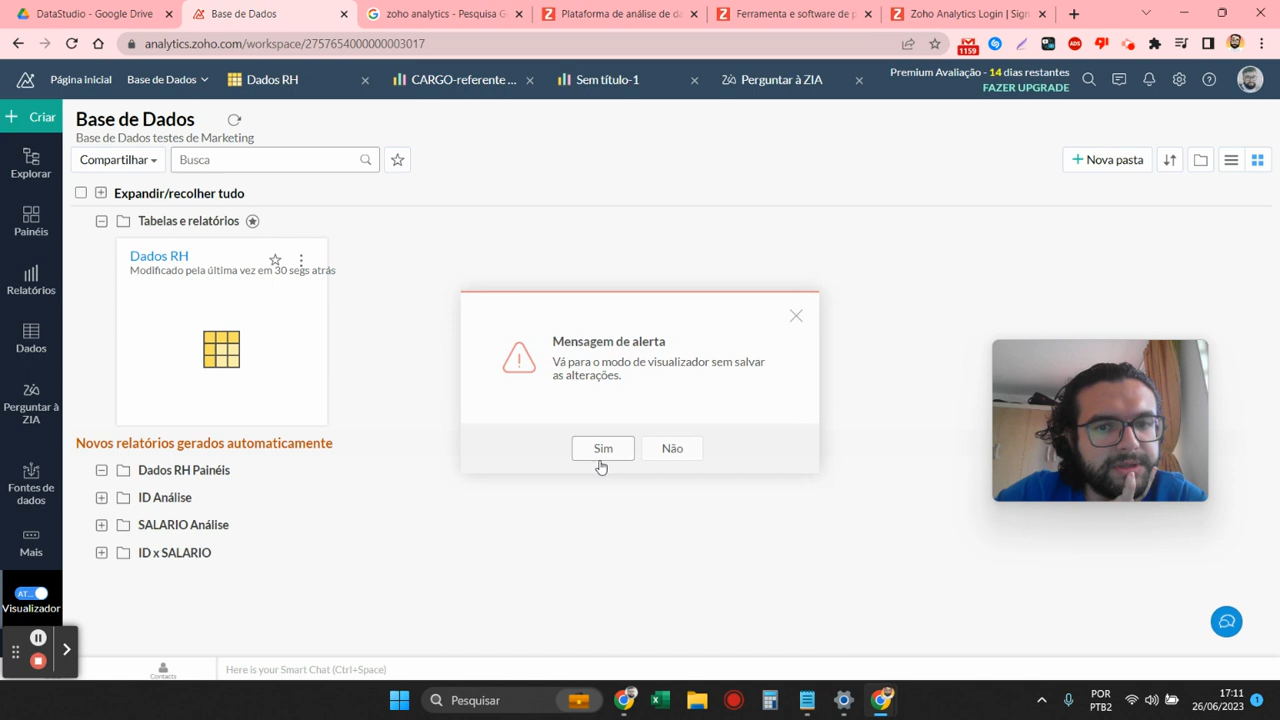 DataStudio - Google Drive
Base de Dados
zoho analytics - Pesquisa G
Plataforma de análise de da
Ferramenta e software de p
Zoho Analytics Login | Sign
analytics.zoho.com/workspace/2757654000000003017
1159
Página inicial
Base de Dados
Dados RH
CARGO-referente ...
Sem título-1
Perguntar à ZIA
Premium Avaliação - 14 dias restantes
FAZER UPGRADE
Criar
Base de Dados
Base de Dados testes de Marketing
Compartilhar
Busca
+ Nova pasta
Explorar
Painéis
Relatórios
Dados
Perguntar à
ZIA
Fontes de
dados
Mais
AT...
Visualizador
Expandir/recolher tudo
Tabelas e relatórios
Dados RH
Modificado pela última vez em 30 segs atrás
Novos relatórios gerados automaticamente
Dados RH Painéis
ID Análise
SALARIO Análise
ID x SALARIO
Mensagem de alerta
Vá para o modo de visualizador sem salvar
as alterações.
Sim
Não
Contacts
Here is your Smart Chat (Ctrl+Space)
Pesquisar
POR
PTB2
17:11
26/06/2023
1